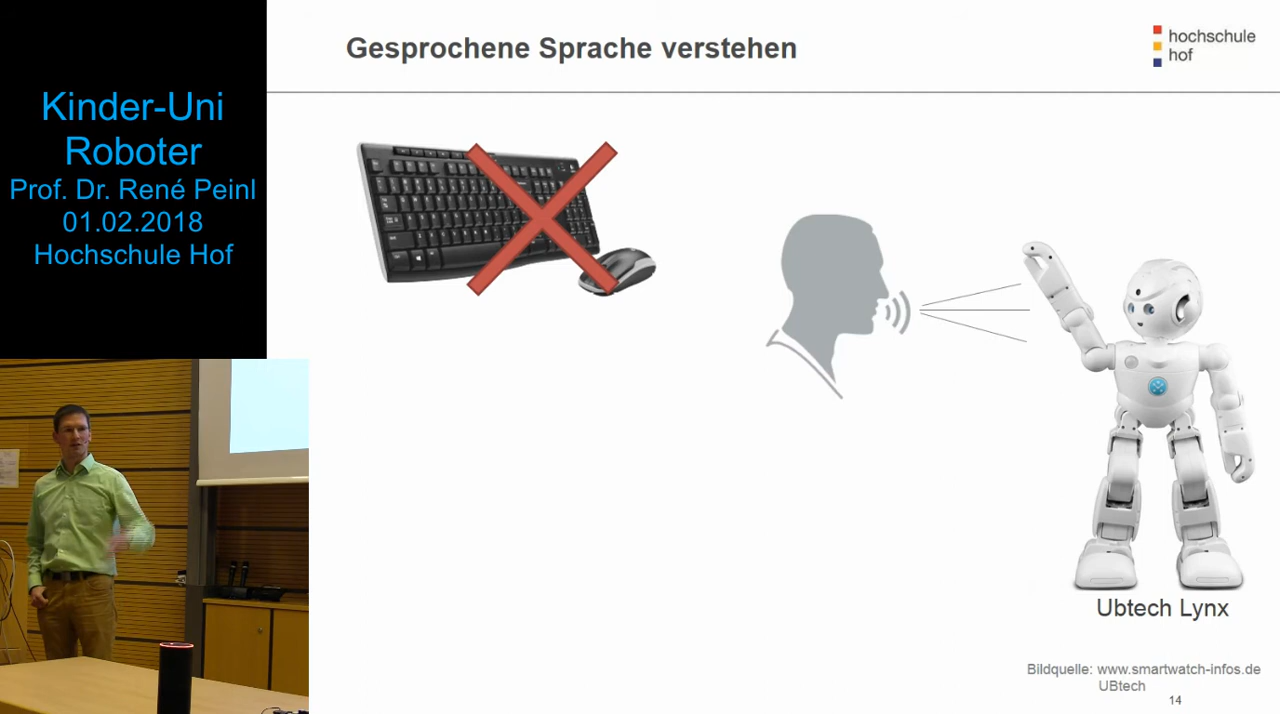 Kinder-Uni
Roboter
Prof. Dr. René Peinl
01.02.2018
Hochschule Hof
Gesprochene Sprache verstehen
hochschule
hof
Ubtech Lynx
Bildquelle: www.smartwatch-infos.de
UBtech
14